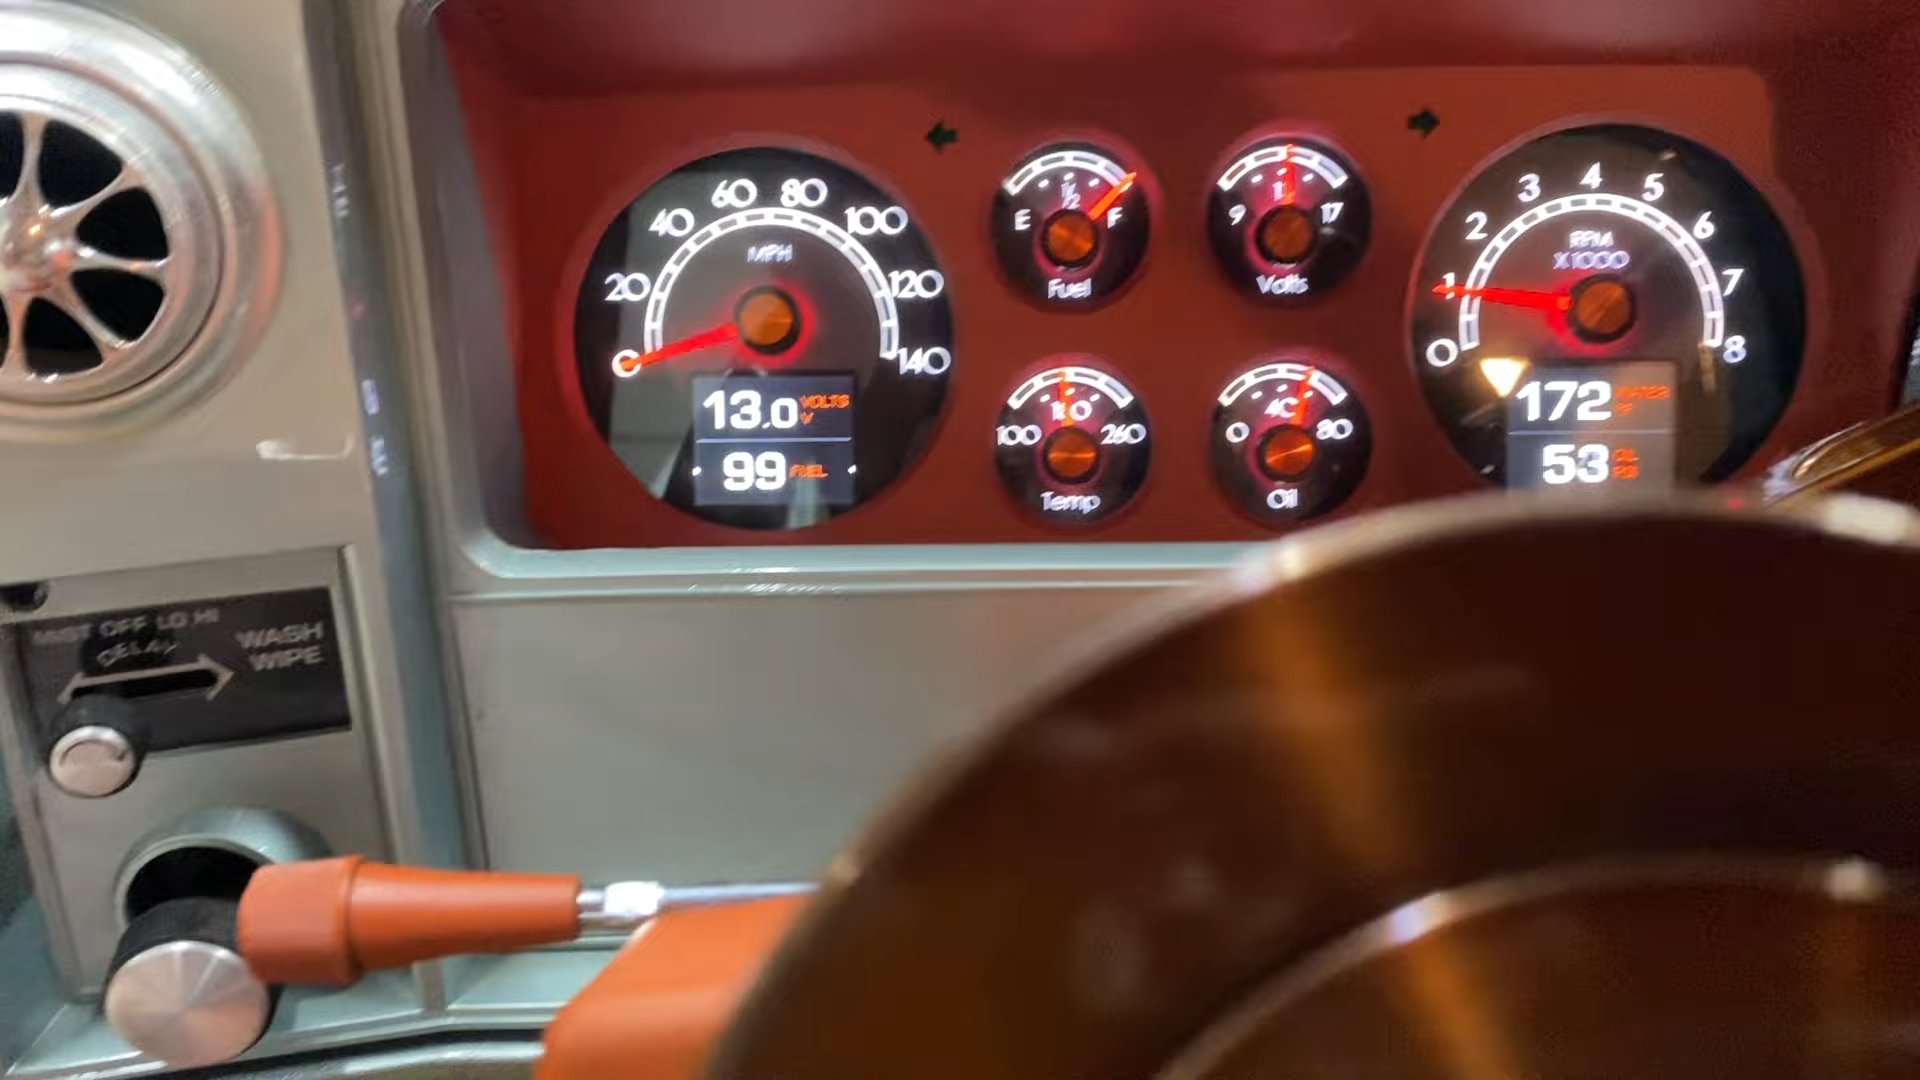 0 20 40 60 80 100 120 140
MPH
13.0 VOLTS V
99 FUEL
E 1/2 F
Fuel
9 17
Volts
100 260
Temp
0 40 80
Oil
0 1 2 3 4 5 6 7 8
RPM
X1000
172 WATER
53
MIST OFF LO HI
DELAY
WASH
WIPE